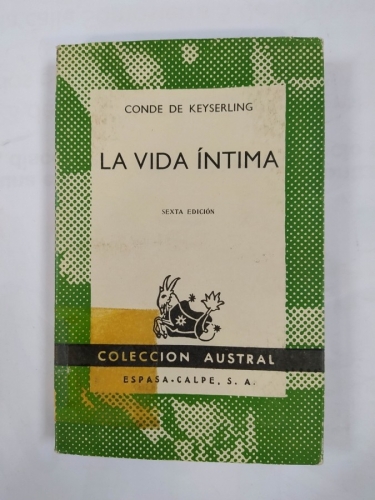 CONDE DE KEYSERLING
LA VIDA ÍNTIMA
SEXTA EDICIÓN
COLECCION AUSTRAL
ESPASA-CALPE, S. A.